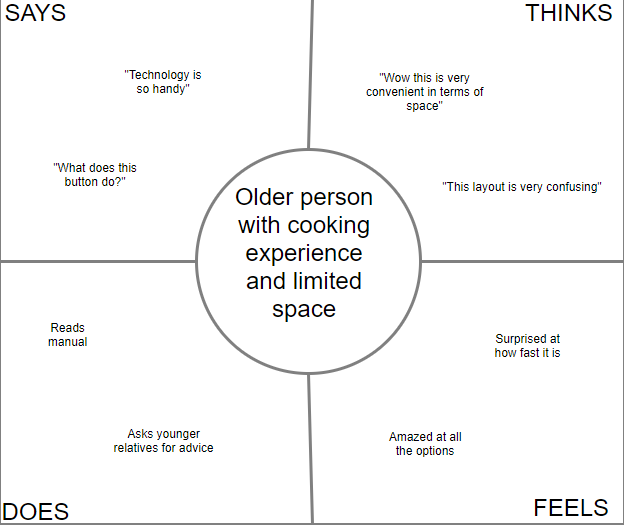 SAYS
THINKS
"Technology is
so handy"
"Wow this is very
convenient in terms of
space"
"What does this
button do?"
"This layout is very confusing"
Older person
with cooking
experience
and limited
space
Reads
manual
Surprised at
how fast it is
Asks younger
relatives for advice
Amazed at all
the options
DOES
FEELS